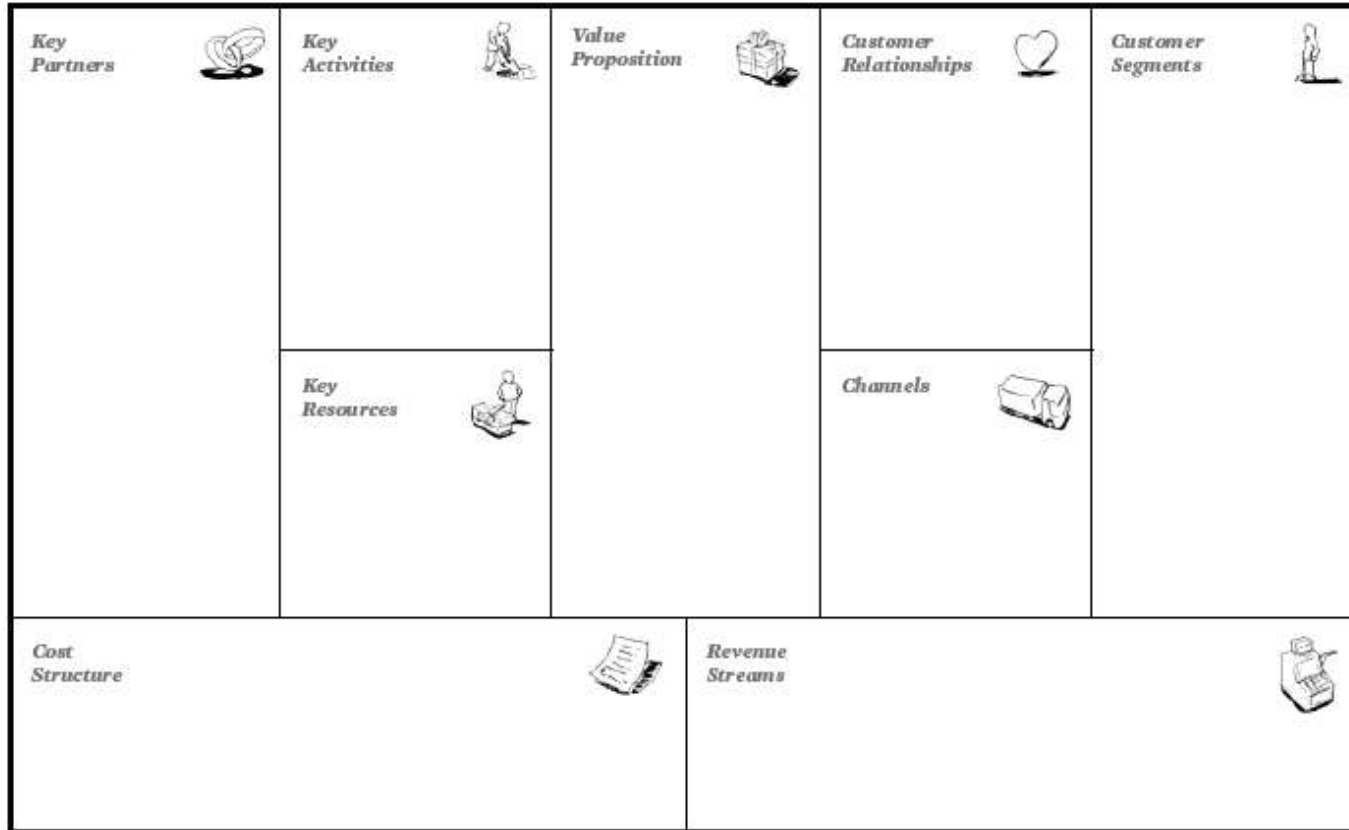 Key
Partners
Key
Activities
Value
Proposition
Customer
Relationships
Customer
Segments
Key
Resources
Channels
Cost
Structure
Revenue
Streams